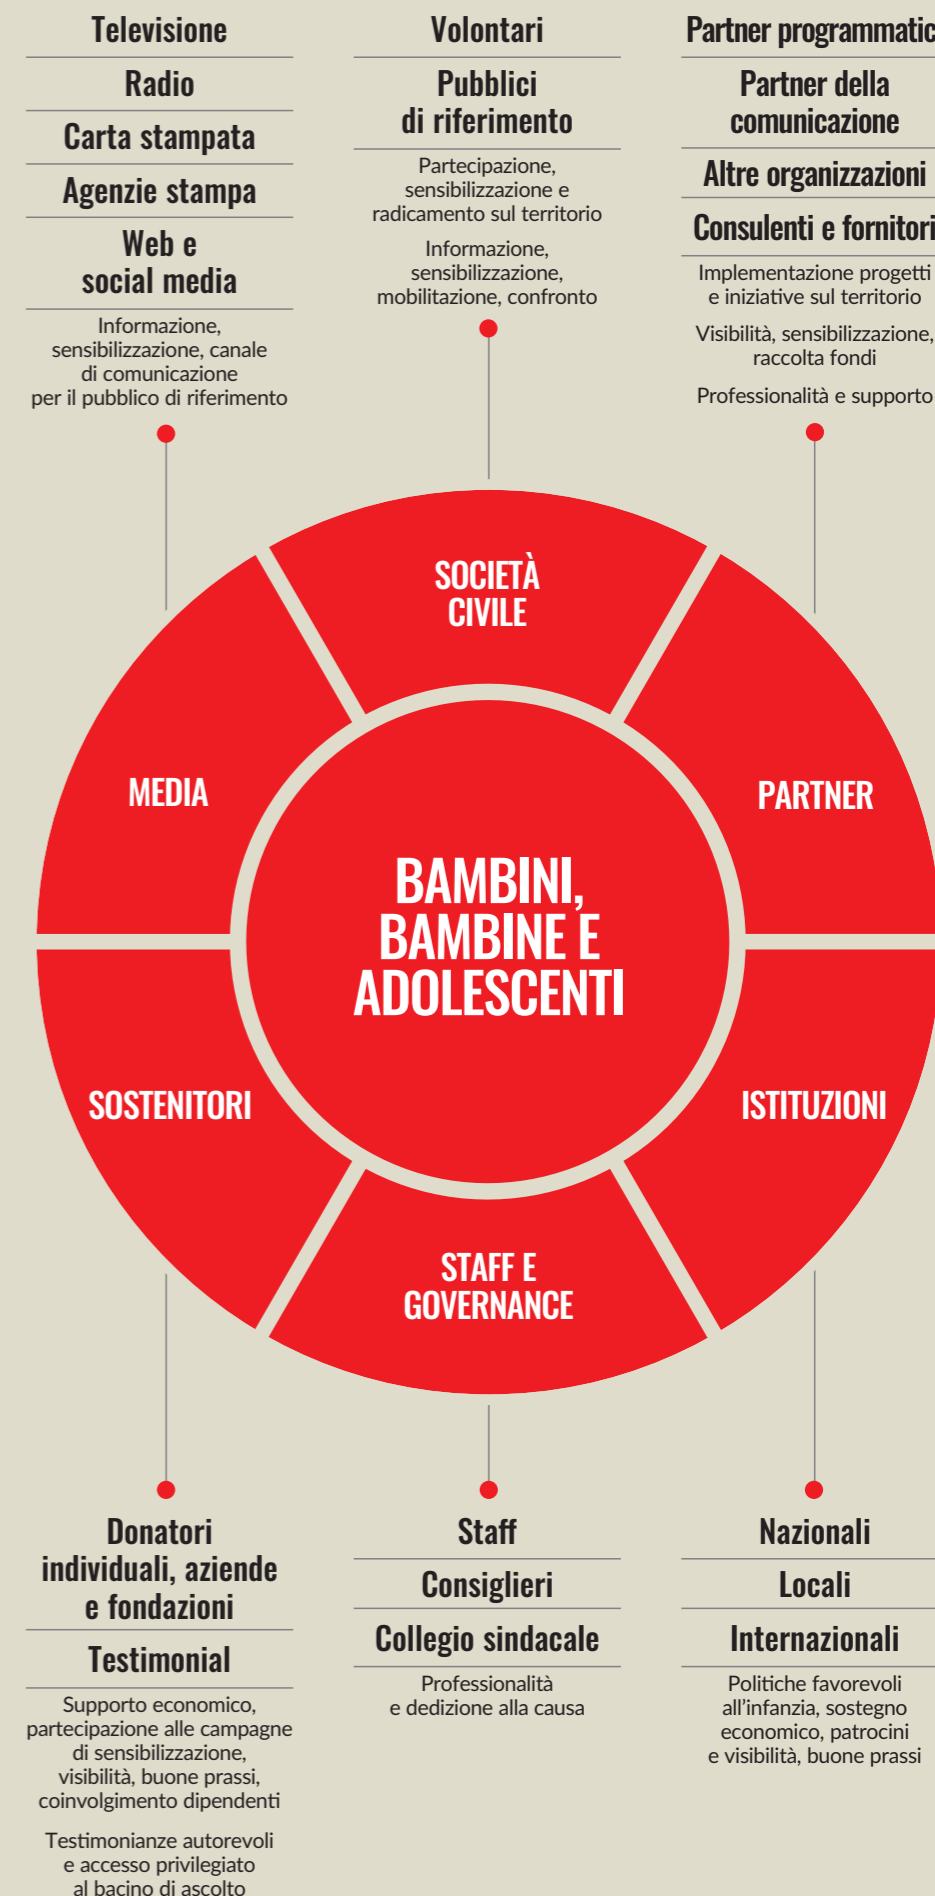 Televisione
Radio
Carta stampata
Agenzie stampa
Web e
social media
Informazione,
sensibilizzazione, canale
di comunicazione
per il pubblico di riferimento
Volontari
Pubblici
di riferimento
Partecipazione,
sensibilizzazione e
radicamento sul territorio
Informazione,
sensibilizzazione,
mobilitazione, confronto
Partner programmatic
Partner della
comunicazione
Altre organizzazioni
Consulenti e fornitori
Implementazione progetti
e iniziative sul territorio
Visibilità, sensibilizzazione,
raccolta fondi
Professionalità e supporto
SOCIETÀ
CIVILE
MEDIA
PARTNER
BAMBINI,
BAMBINE E
ADOLESCENTI
SOSTENITORI
ISTITUZIONI
STAFF E
GOVERNANCE
Donatori
individuali, aziende
e fondazioni
Testimonial
Supporto economico,
partecipazione alle campagne
di sensibilizzazione,
visibilità, buone prassi,
coinvolgimento dipendenti
Testimonianze autorevoli
e accesso privilegiato
al bacino di ascolto
Staff
Consiglieri
Collegio sindacale
Professionalità
e dedizione alla causa
Nazionali
Locali
Internazionali
Politiche favorevoli
all'infanzia, sostegno
economico, patrocini
e visibilità, buone prassi